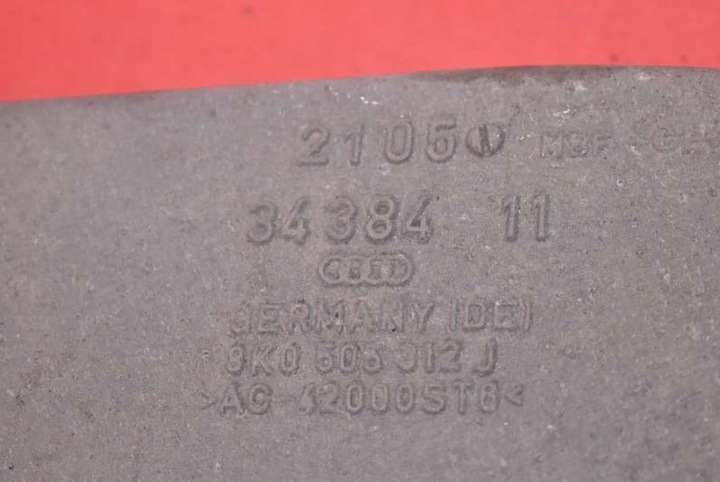 2106
34384 11
GERMANY (DE)
8K0 505 312 J
>AC-42000ST6<